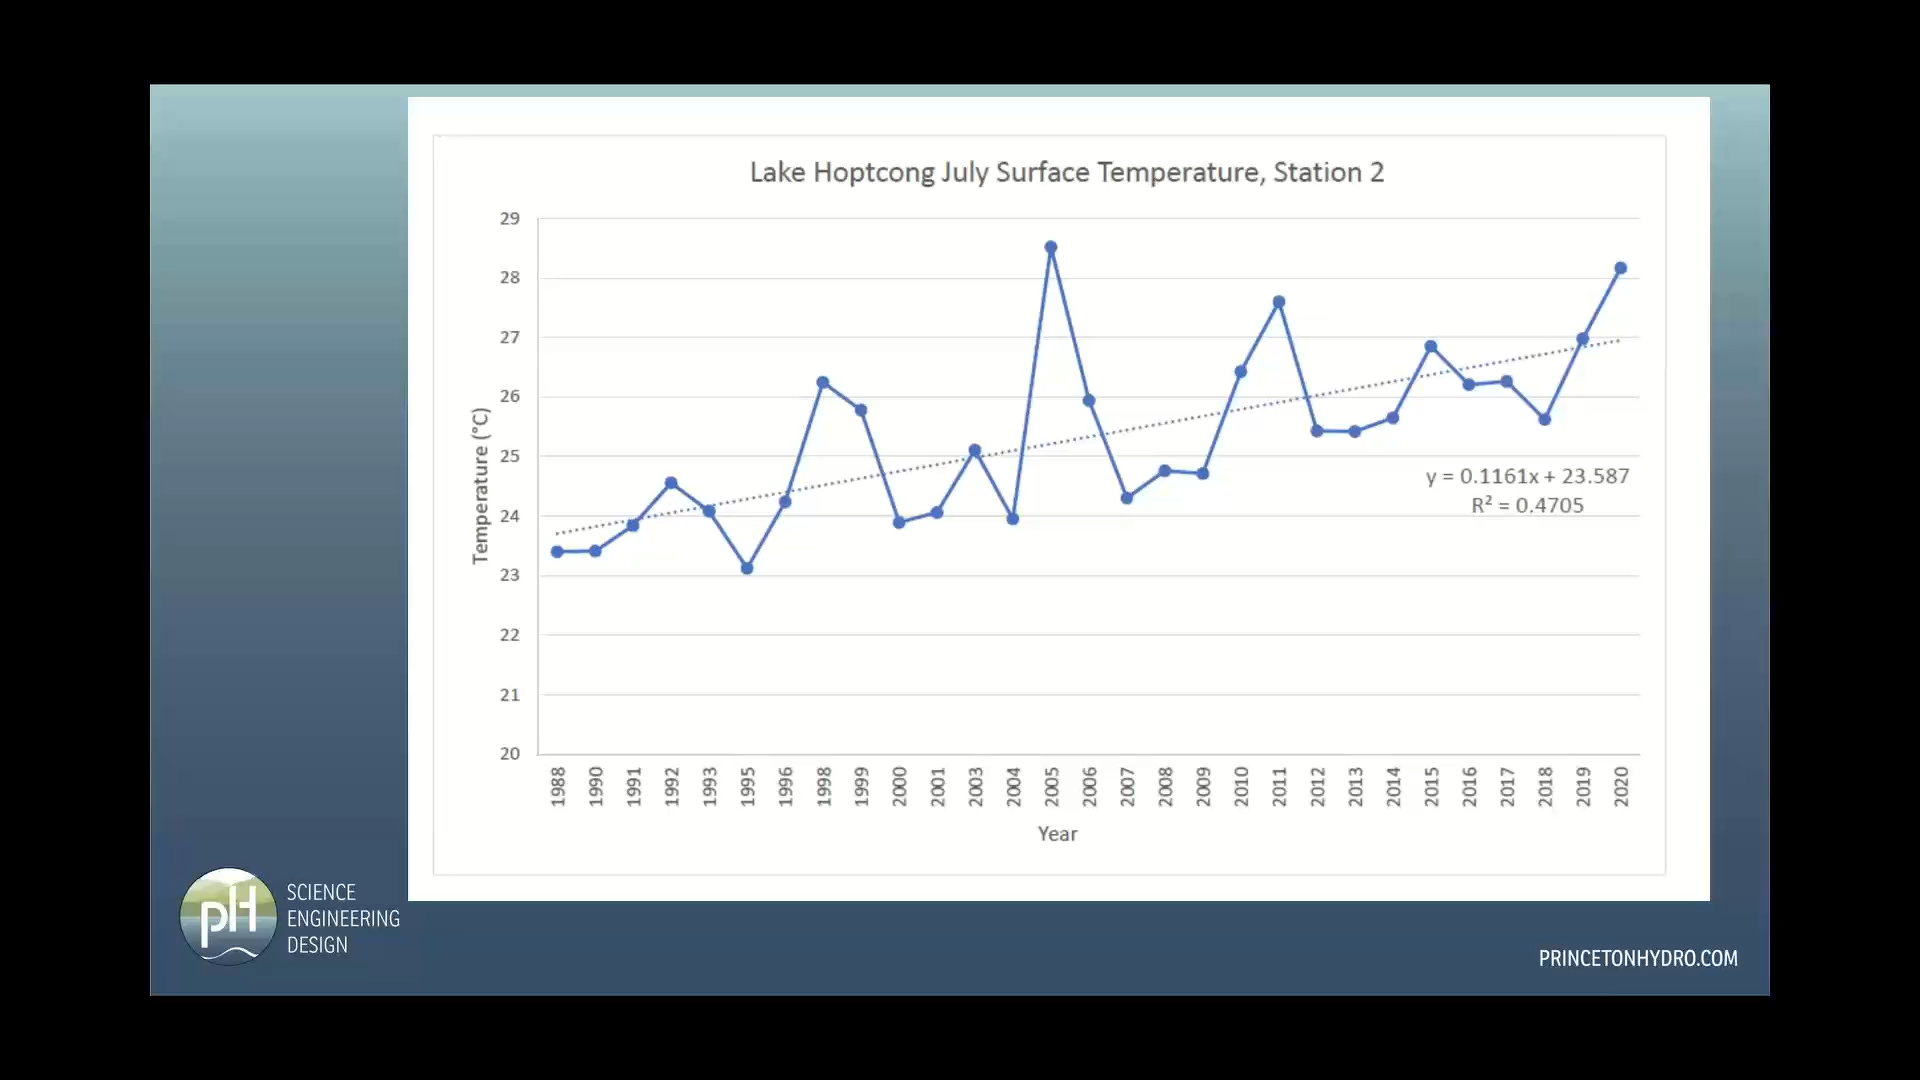 Lake Hoptcong July Surface Temperature, Station 2
29
28
27
26
25
24
23
22
21
20
Temperature (°C)
y = 0.1161x + 23.587
R² = 0.4705
1988 1990 1991 1992 1993 1995 1996 1998 1999 2000 2001 2003 2004 2005 2006 2007 2008 2009 2010 2011 2012 2013 2014 2015 2016 2017 2018 2019 2020
Year
pH
SCIENCE
ENGINEERING
DESIGN
PRINCETONHYDRO.COM